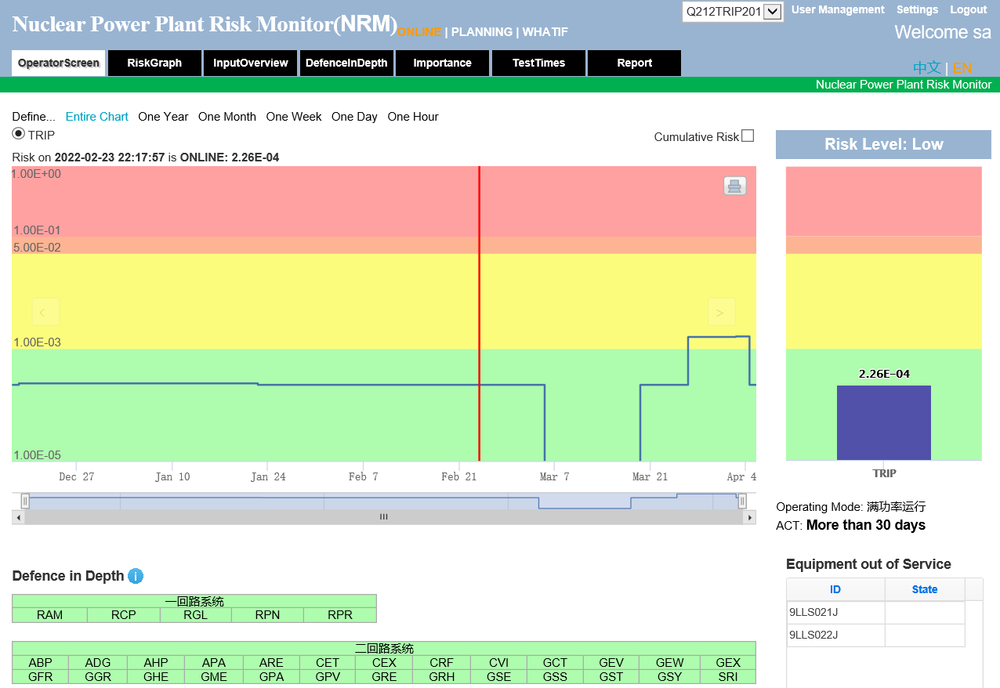 Nuclear Power Plant Risk Monitor(NRM)ONLINE | PLANNING | WHATIF
Q212TRIP201 User Management Settings Logout
Welcome sa
OperatorScreen RiskGraph InputOverview DefenceInDepth Importance TestTimes Report
中文 | EN
Nuclear Power Plant Risk Monitor
Define... Entire Chart One Year One Month One Week One Day One Hour
TRIP Cumulative Risk
Risk on 2022-02-23 22:17:57 is ONLINE: 2.26E-04
1.00E+00
1.00E-01
5.00E-02
< >
1.00E-03
1.00E-05
Dec 27 Jan 10 Jan 24 Feb 7 Feb 21 Mar 7 Mar 21 Apr 4
Risk Level: Low
2.26E-04
TRIP
Operating Mode: 满功率运行
ACT: More than 30 days
Equipment out of Service
ID State
9LLS021J
9LLS022J
Defence in Depth i
一回路系统
RAM RCP RGL RPN RPR
二回路系统
ABP ADG AHP APA ARE CET CEX CRF CVI GCT GEV GEW GEX
GFR GGR GHE GME GPA GPV GRE GRH GSE GSS GST GSY SRI